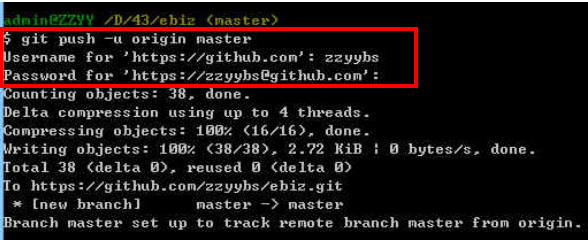 admin@ZZYY /D/43/ebiz (master)
$ git push -u origin master
Username for 'https://github.com': zzyybs
Password for 'https://zzyybs@github.com':
Counting objects: 38, done.
Delta compression using up to 4 threads.
Compressing objects: 100% (16/16), done.
Writing objects: 100% (38/38), 2.72 KiB | 0 bytes/s, done.
Total 38 (delta 0), reused 0 (delta 0)
To https://github.com/zzyybs/ebiz.git
* [new branch] master -> master
Branch master set up to track remote branch master from origin.